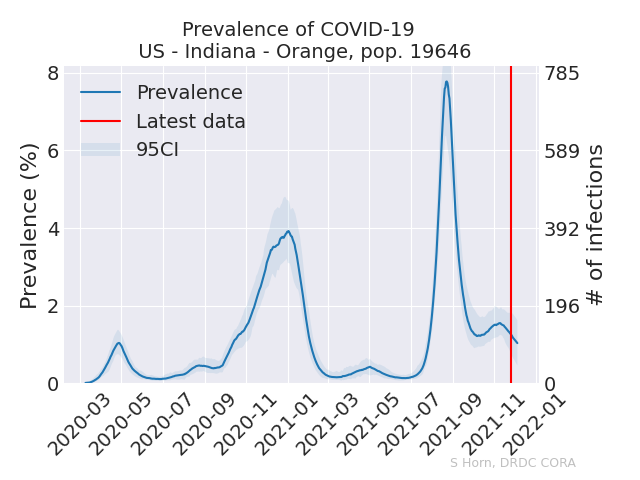 Prevalence of COVID-19
US - Indiana - Orange, pop. 19646
Prevalence (%)
8
6
4
2
0
Prevalence
Latest data
95CI
785
589
392
196
0
# of infections
2020-03
2020-05
2020-07
2020-09
2020-11
2021-01
2021-03
2021-05
2021-07
2021-09
2021-11
2022-01
S Horn, DRDC CORA